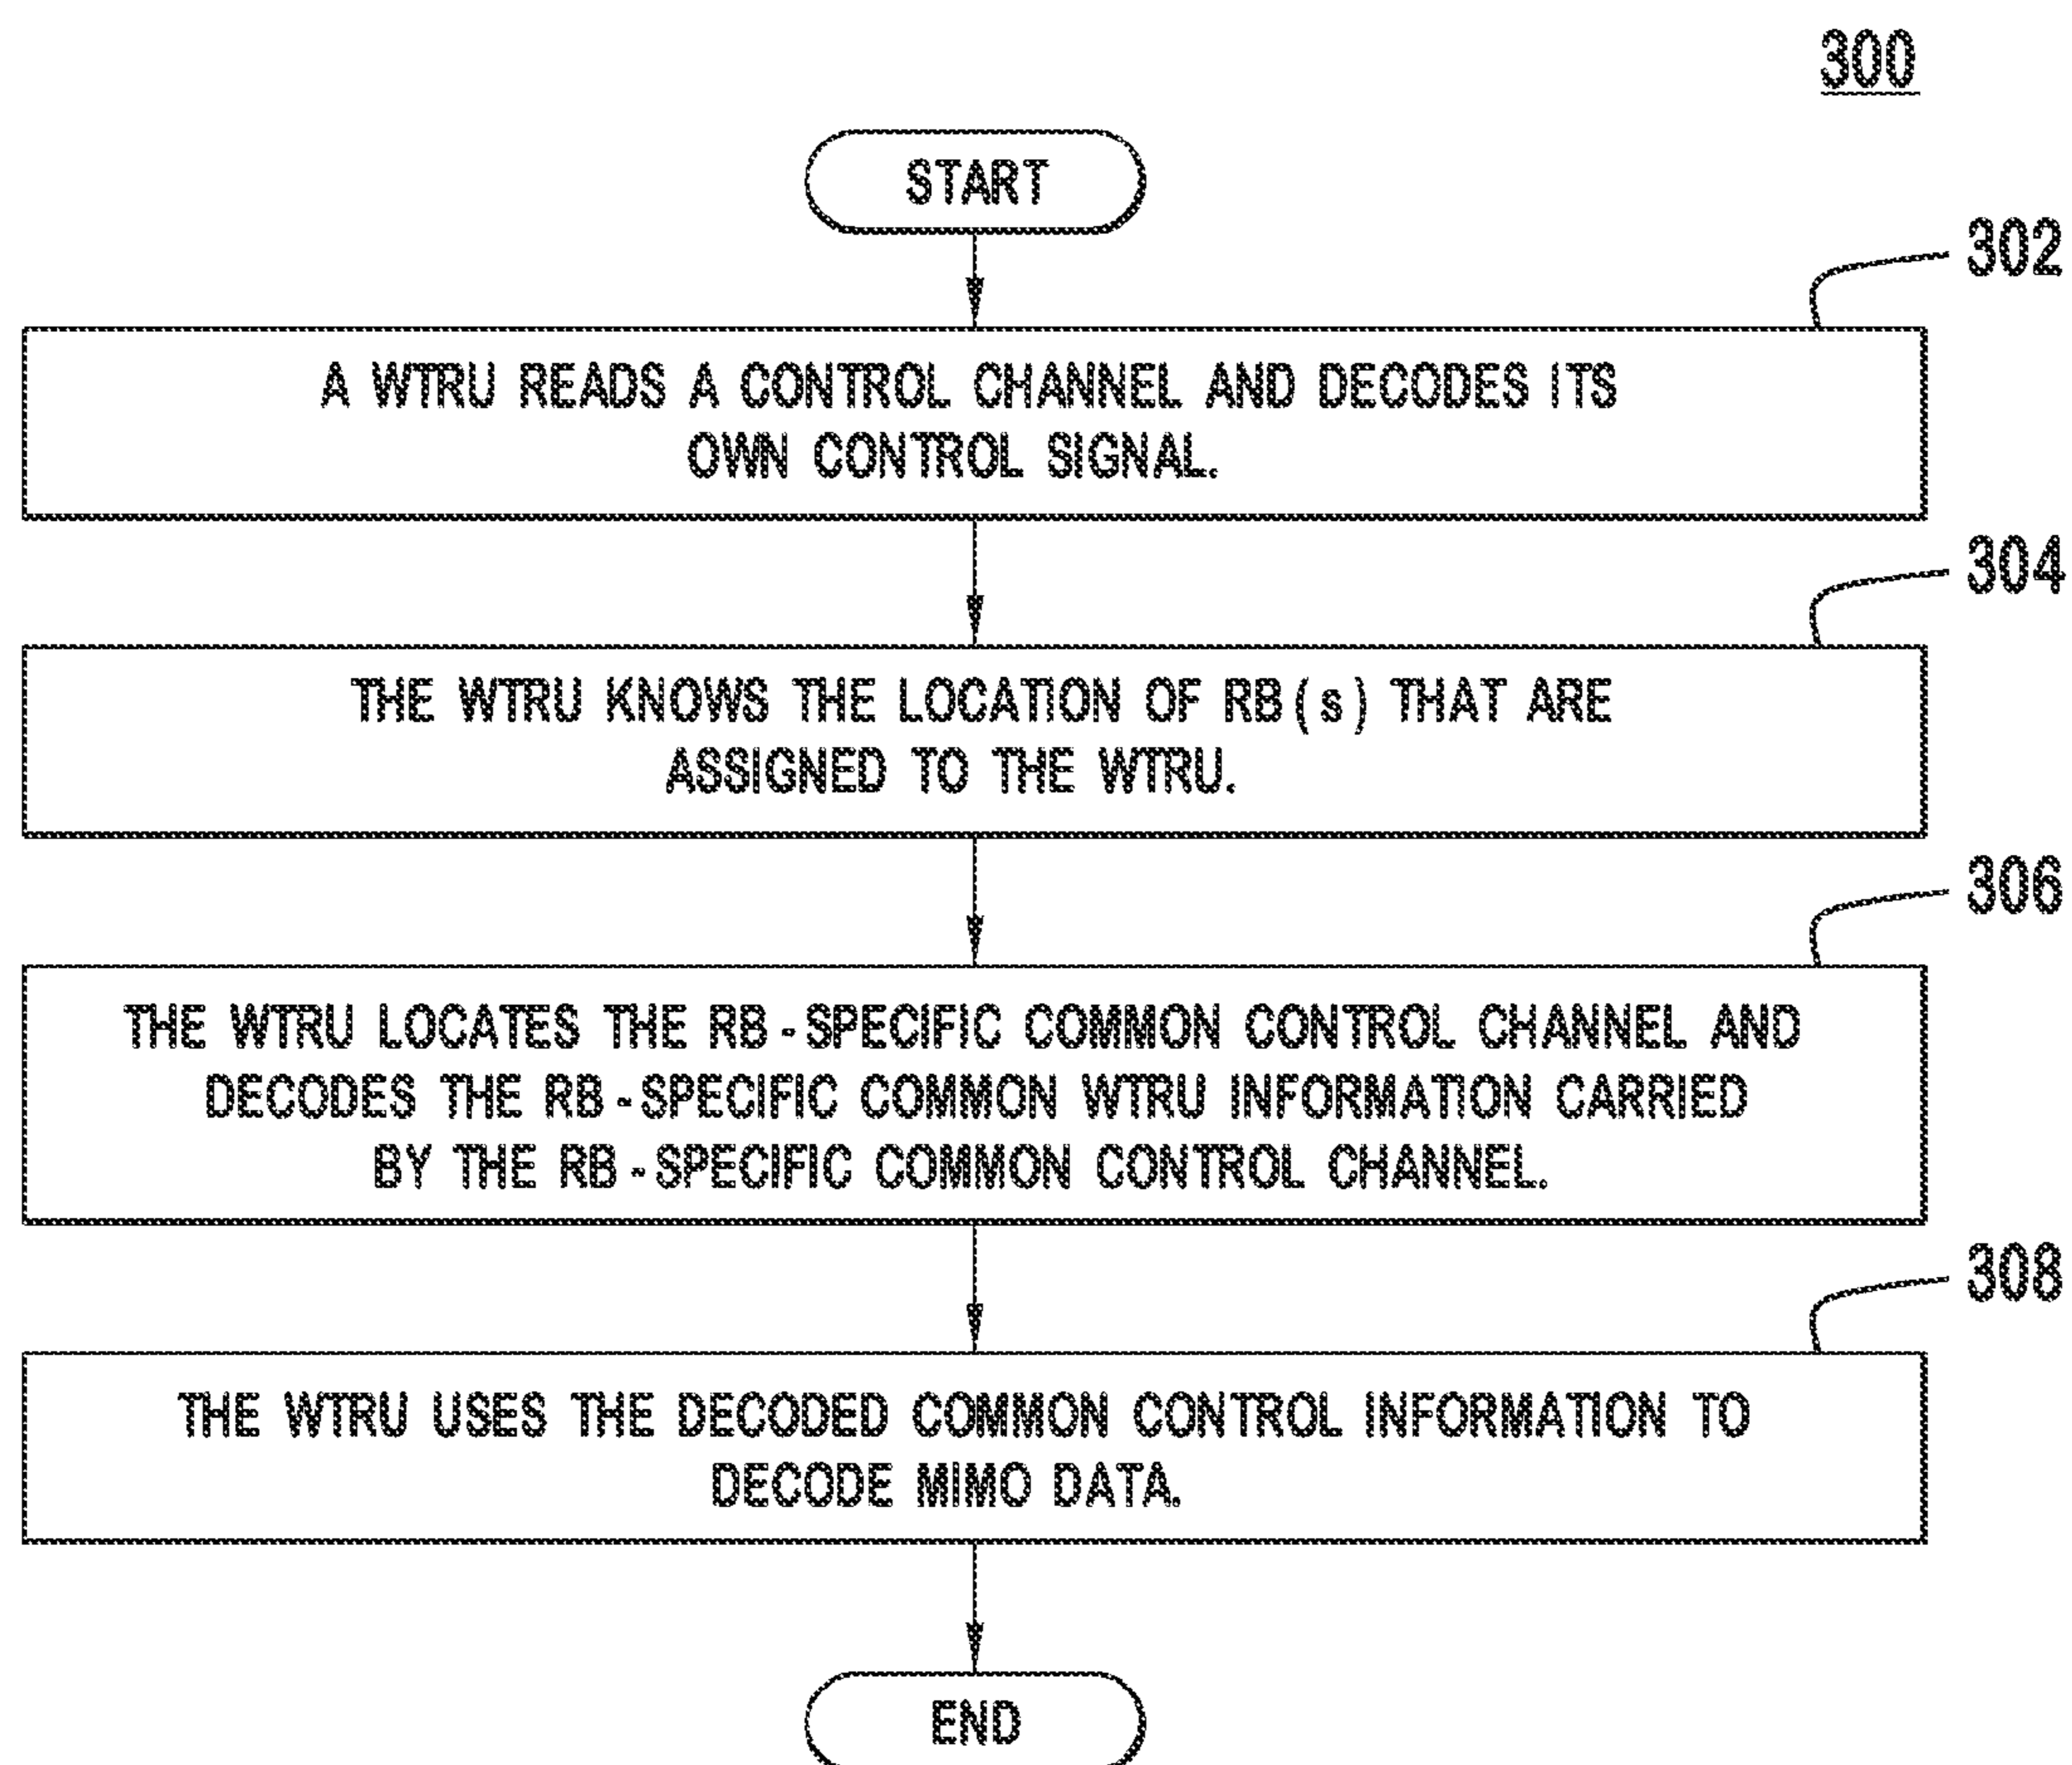 300
START
302
A WTRU READS A CONTROL CHANNEL AND DECODES ITS
OWN CONTROL SIGNAL.
304
THE WTRU KNOWS THE LOCATION OF RB(s) THAT ARE
ASSIGNED TO THE WTRU.
306
THE WTRU LOCATES THE RB-SPECIFIC COMMON CONTROL CHANNEL AND
DECODES THE RB-SPECIFIC COMMON WTRU INFORMATION CARRIED
BY THE RB-SPECIFIC COMMON CONTROL CHANNEL.
308
THE WTRU USES THE DECODED COMMON CONTROL INFORMATION TO
DECODE MIMO DATA.
END